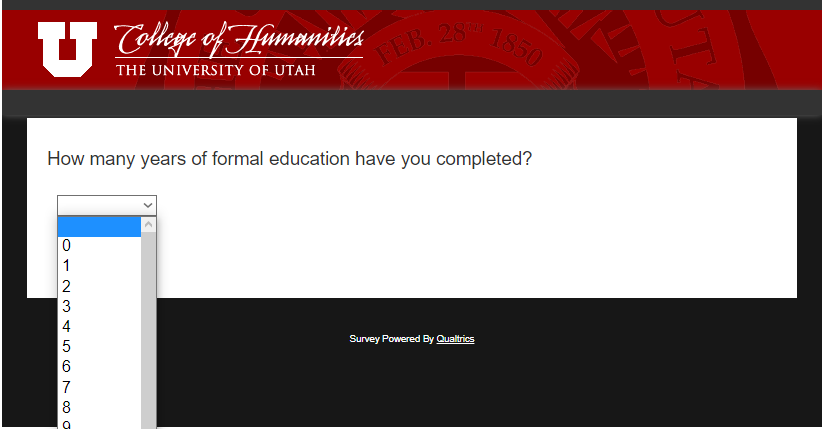 U
College of Humanities
THE UNIVERSITY OF UTAH
FEB. 28TH 1850
UTA
How many years of formal education have you completed?
0
1
2
3
4
5
6
7
8
9
Survey Powered By Qualtrics